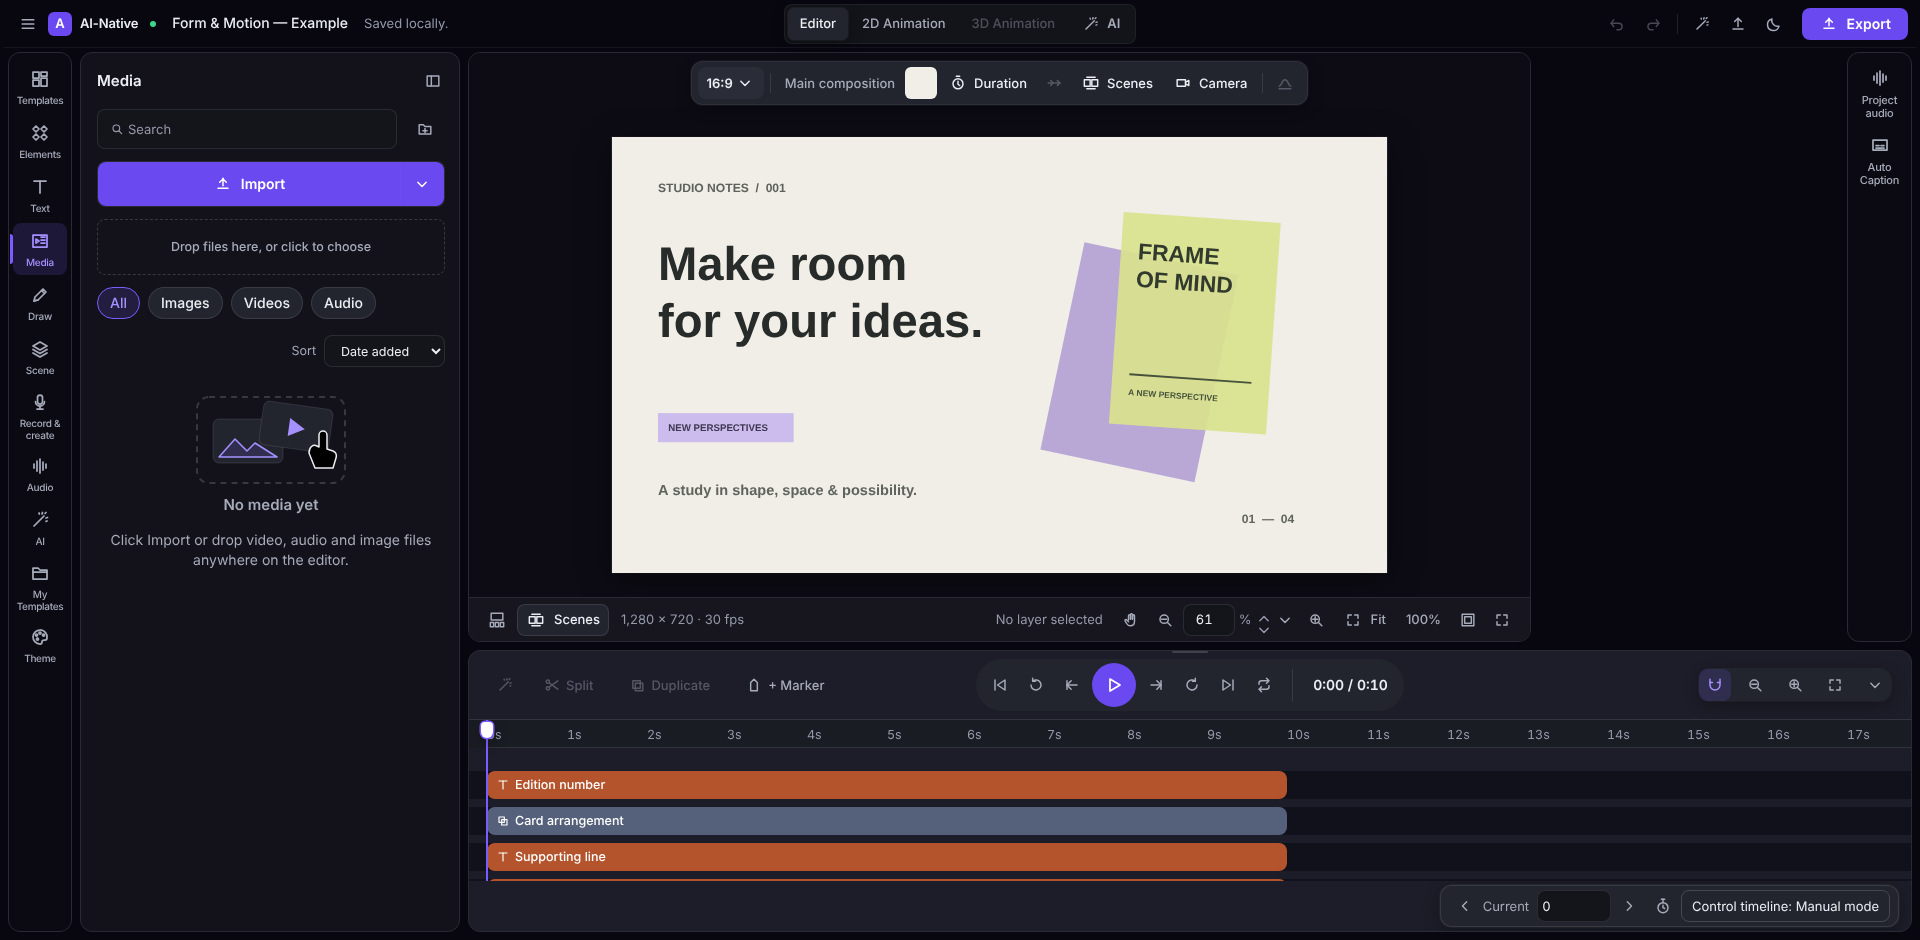 A AI-Native Form & Motion — Example Saved locally.
Editor 2D Animation 3D Animation AI
Export
Templates
Elements
Text
Media
Draw
Scene
Record &
create
Audio
AI
My
Templates
Theme
Media
Search
Import
Drop files here, or click to choose
All Images Videos Audio
Sort Date added
No media yet
Click Import or drop video, audio and image files
anywhere on the editor.
16:9 Main composition Duration Scenes Camera
STUDIO NOTES / 001
Make room
for your ideas.
NEW PERSPECTIVES
A study in shape, space & possibility.
FRAME
OF MIND
A NEW PERSPECTIVE
01 — 04
Scenes 1,280 × 720 · 30 fps No layer selected 61 % Fit 100%
Project
audio
Auto
Caption
Split Duplicate + Marker 0:00 / 0:10
1s 2s 3s 4s 5s 6s 7s 8s 9s 10s 11s 12s 13s 14s 15s 16s 17s
Edition number
Card arrangement
Supporting line
Current 0 Control timeline: Manual mode